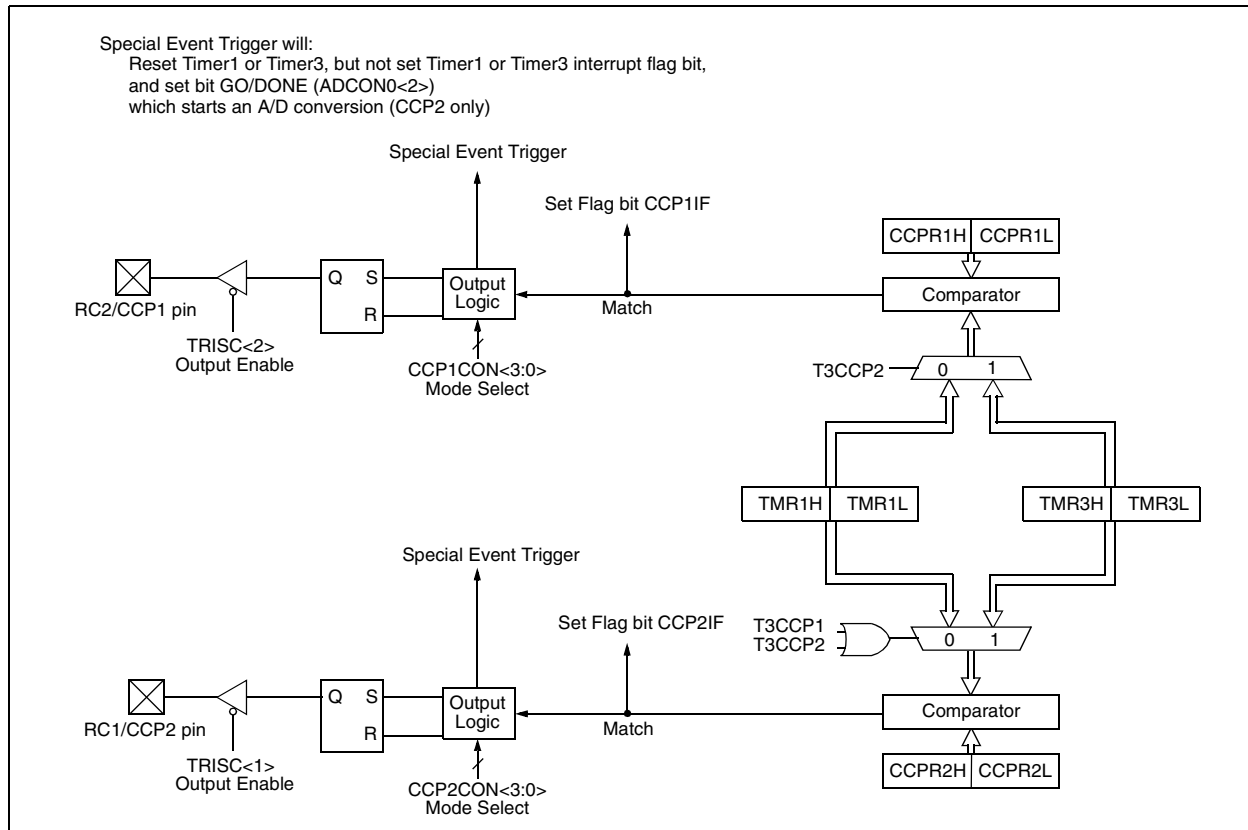 Special Event Trigger will:
Reset Timer1 or Timer3, but not set Timer1 or Timer3 interrupt flag bit,
and set bit GO/DONE (ADCON0<2>)
which starts an A/D conversion (CCP2 only)
Special Event Trigger
Set Flag bit CCP1IF
CCPR1H CCPR1L
Q S
R
Output
Logic
Comparator
RC2/CCP1 pin
Match
TRISC<2>
Output Enable
CCP1CON<3:0>
Mode Select
T3CCP2
0 1
TMR1H TMR1L
TMR3H TMR3L
Special Event Trigger
Set Flag bit CCP2IF
T3CCP1
T3CCP2
0 1
Q S
R
Output
Logic
Comparator
RC1/CCP2 pin
Match
TRISC<1>
Output Enable
CCP2CON<3:0>
Mode Select
CCPR2H CCPR2L